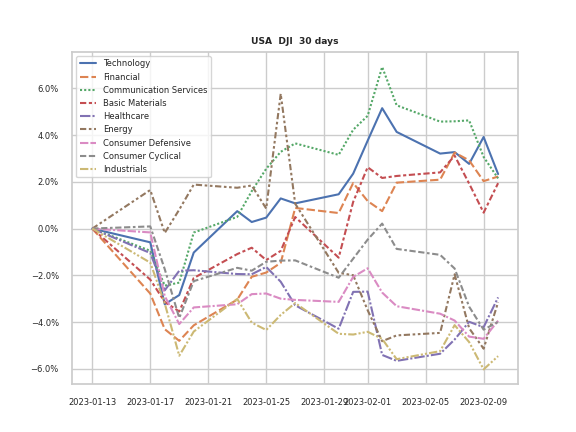 USA DJI 30 days
Technology
Financial
Communication Services
Basic Materials
Healthcare
Energy
Consumer Defensive
Consumer Cyclical
Industrials
6.0%
4.0%
2.0%
0.0%
−2.0%
−4.0%
−6.0%
2023-01-13 2023-01-17 2023-01-21 2023-01-25 2023-01-29 2023-02-01 2023-02-05 2023-02-09